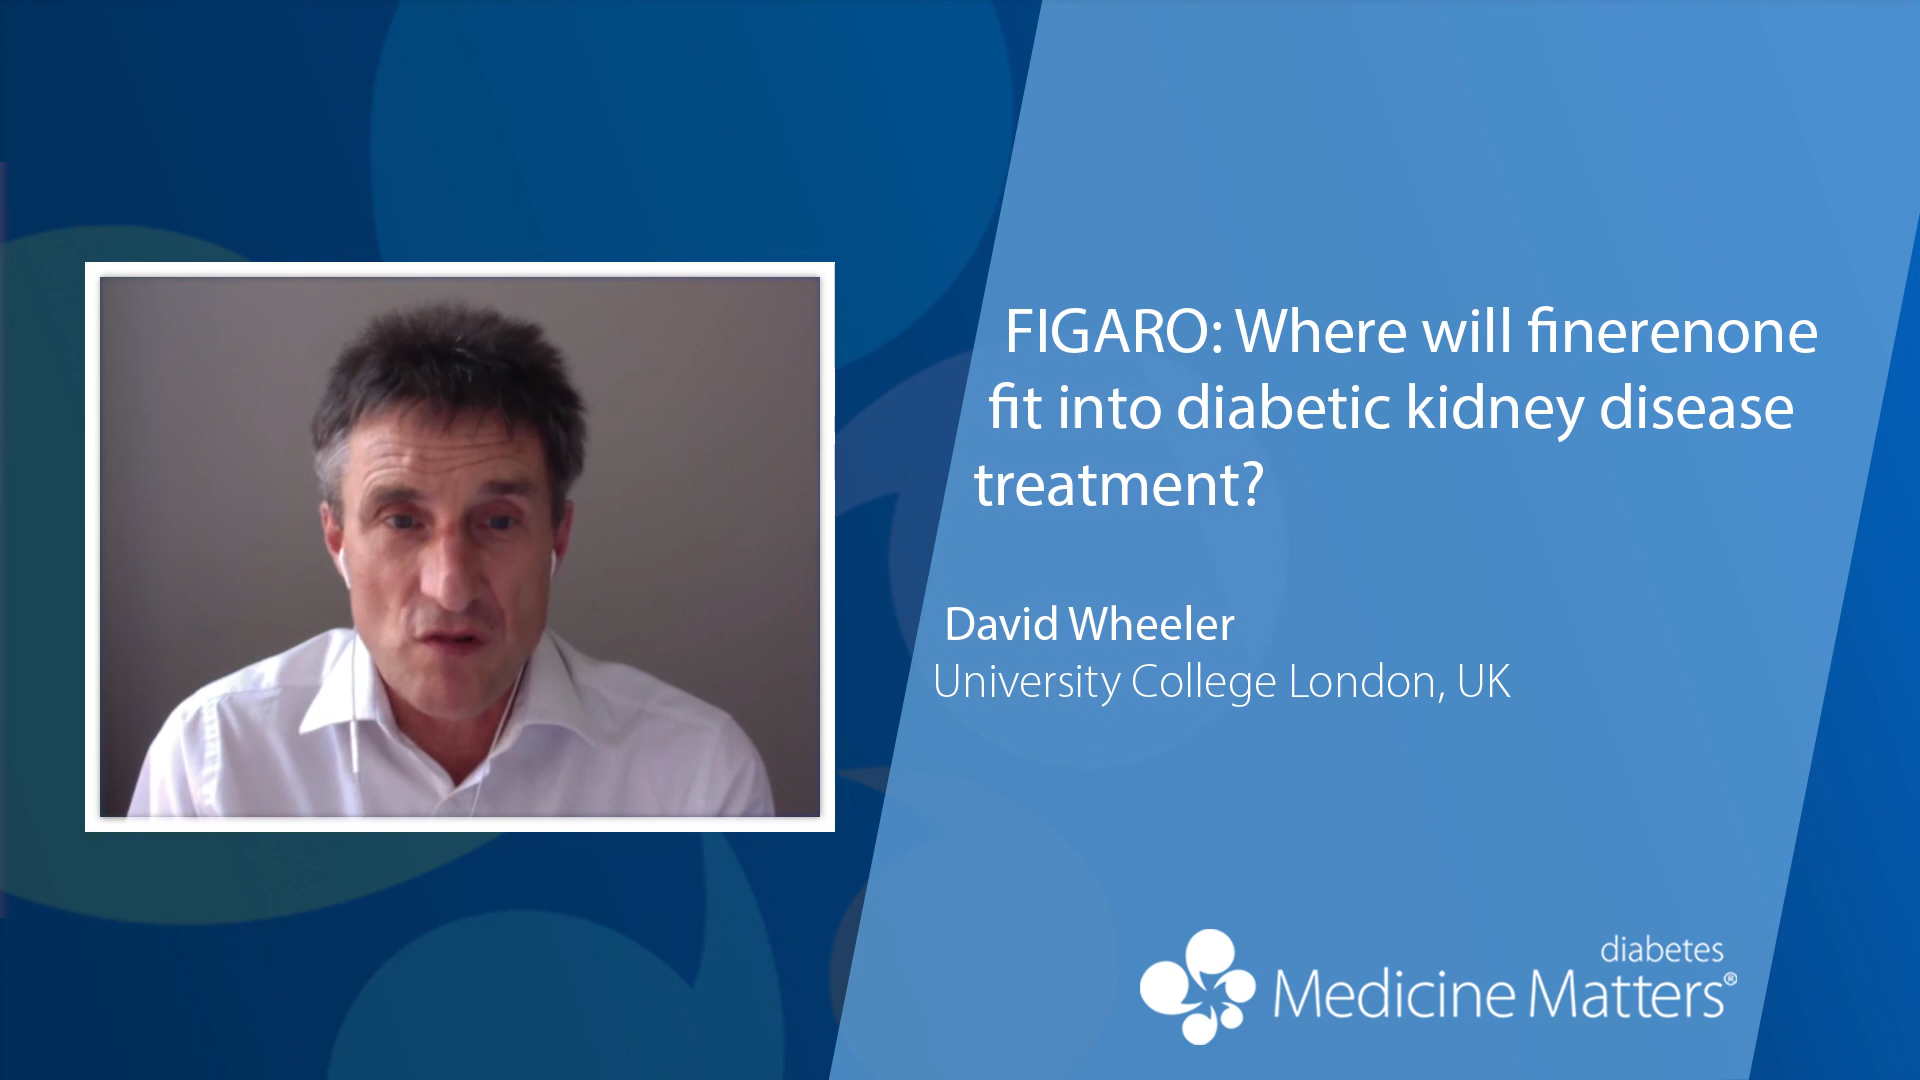 FIGARO: Where will finerenone
fit into diabetic kidney disease
treatment?
David Wheeler
University College London, UK
diabetes
Medicine Matters®